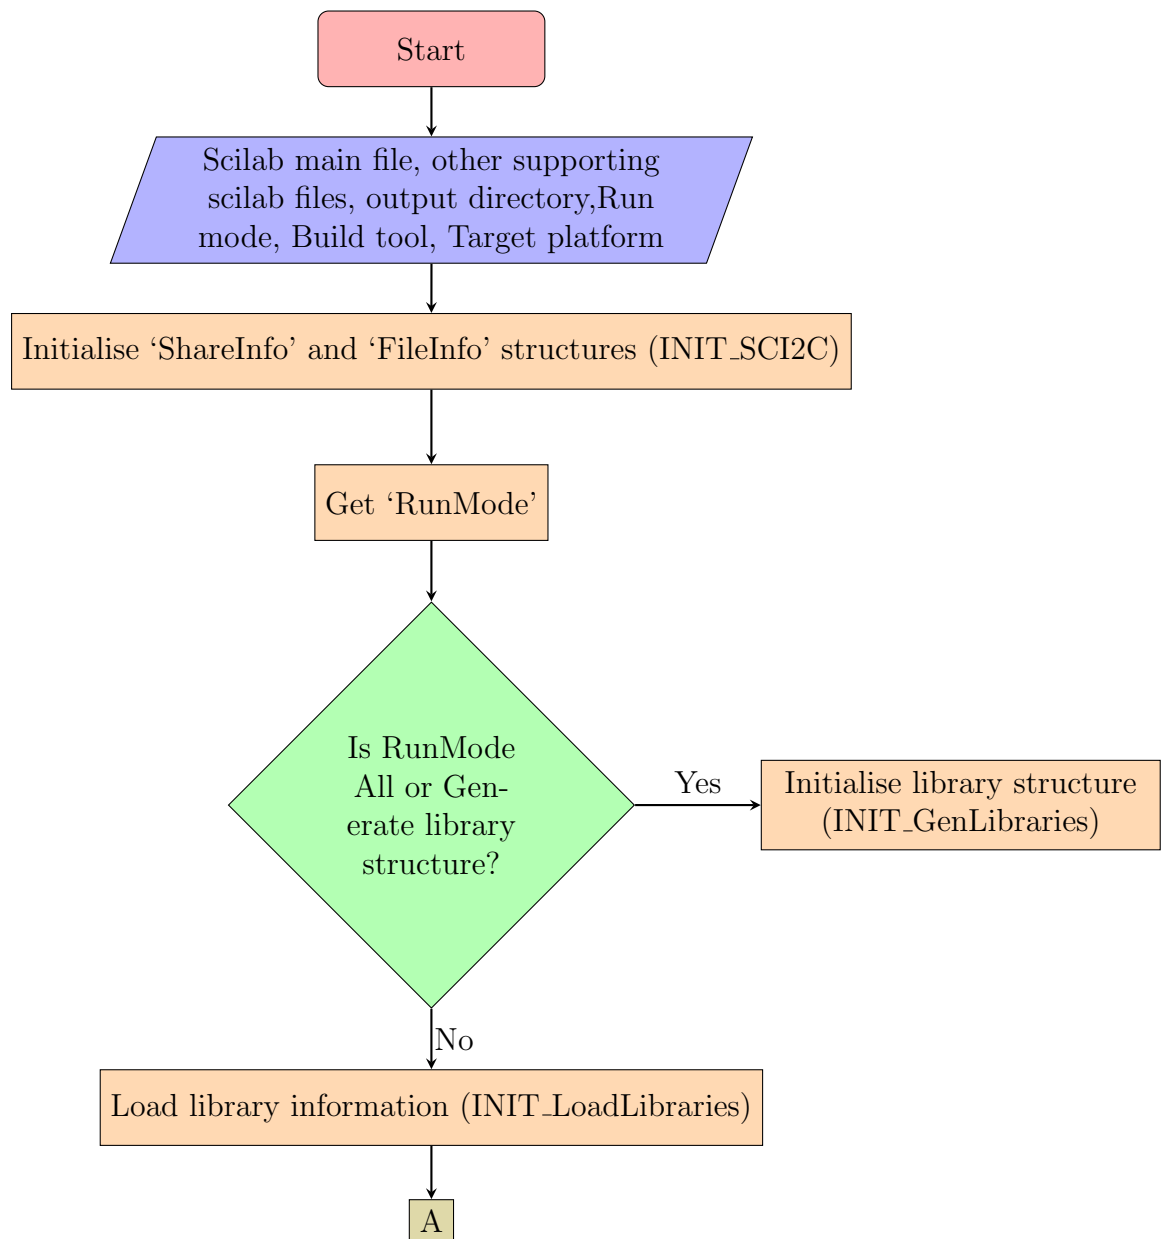 Start
Scilab main file, other supporting
scilab files, output directory,Run
mode, Build tool, Target platform
Initialise ‘ShareInfo’ and ‘FileInfo’ structures (INIT_SCI2C)
Get ‘RunMode’
Is RunMode
All or Gen-
erate library
structure?
Yes
Initialise library structure
(INIT_GenLibraries)
No
Load library information (INIT_LoadLibraries)
A